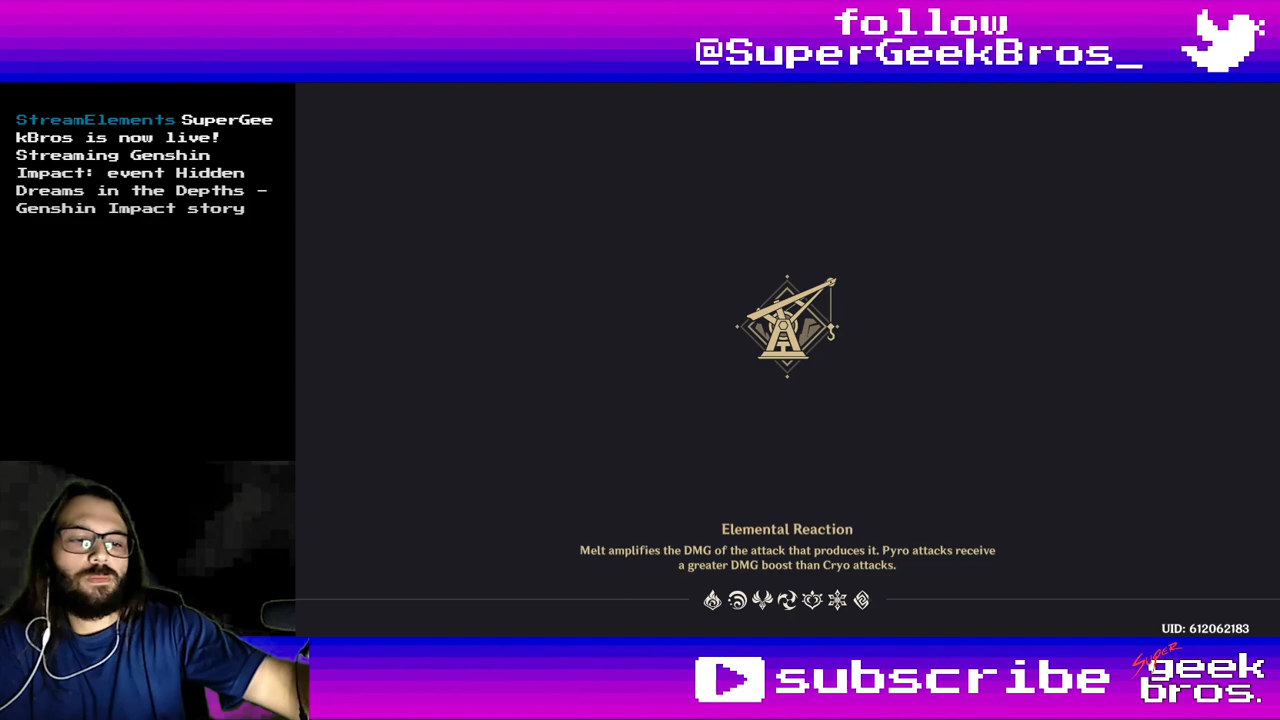 follow
@SuperGeekBros_
StreamElements SuperGee
kBros is now live!
Streaming Genshin
Impact: event Hidden
Dreams in the Depths -
Genshin Impact story
Elemental Reaction
Melt amplifies the DMG of the attack that produces it. Pyro attacks receive
a greater DMG boost than Cryo attacks.
UID: 612062183
subscribe
SUPER
geek
bros.